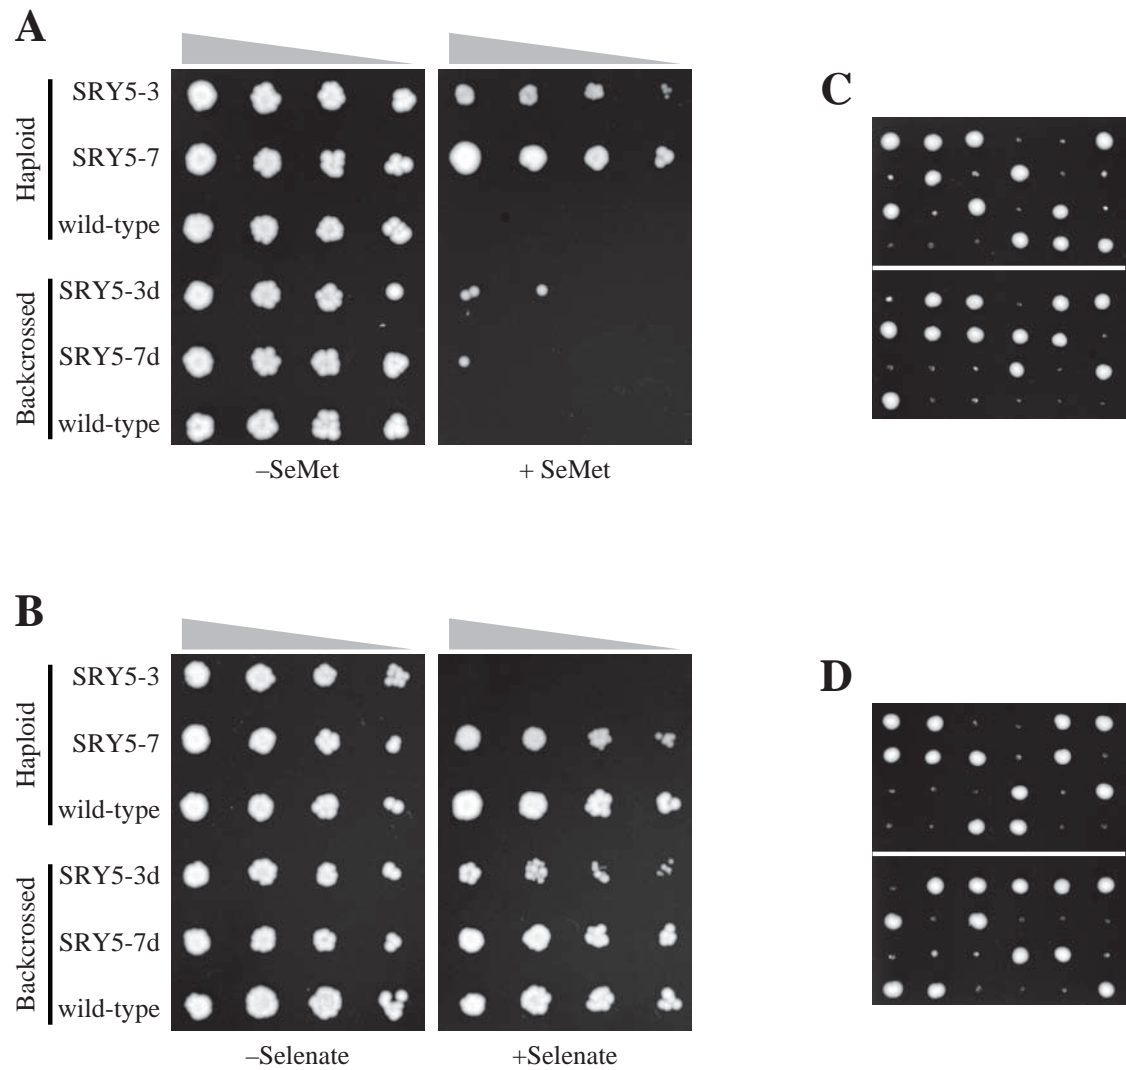 A
Haploid
SRY5-3
SRY5-7
wild-type
Backcrossed
SRY5-3d
SRY5-7d
wild-type
–SeMet
+ SeMet
C
B
Haploid
SRY5-3
SRY5-7
wild-type
Backcrossed
SRY5-3d
SRY5-7d
wild-type
–Selenate
+Selenate
D